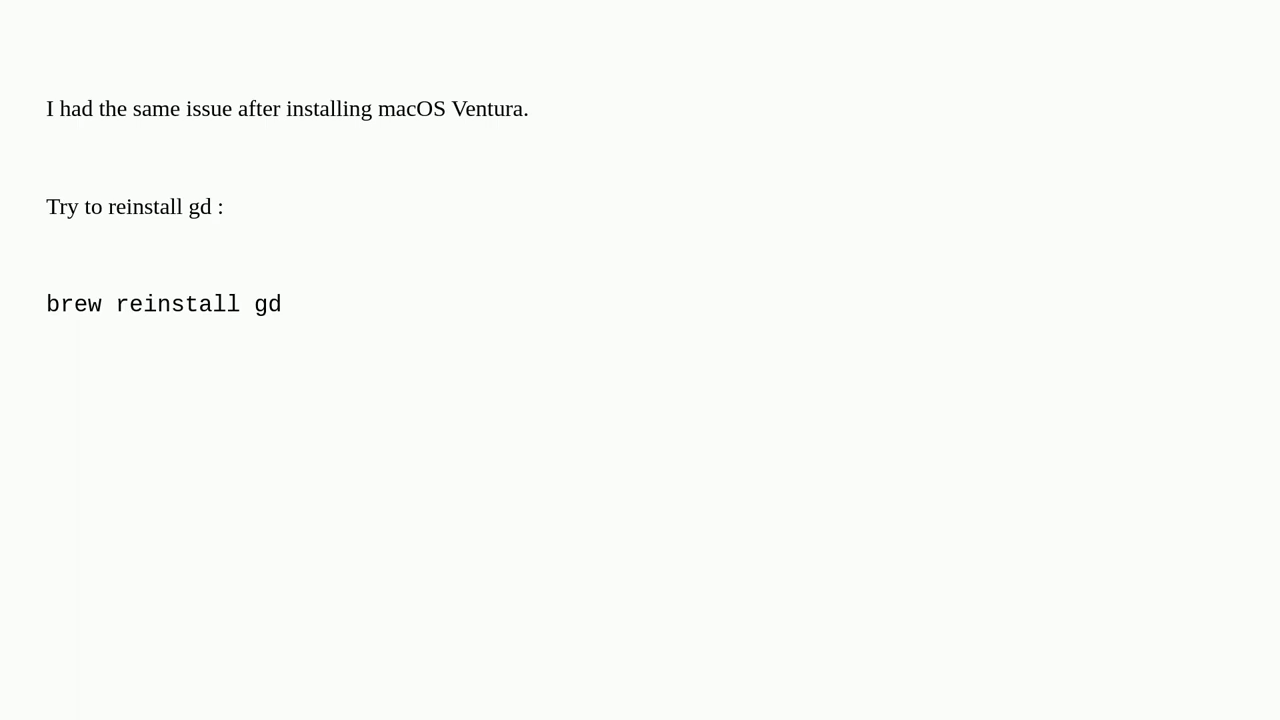 I had the same issue after installing macOS Ventura.
Try to reinstall gd :
brew reinstall gd